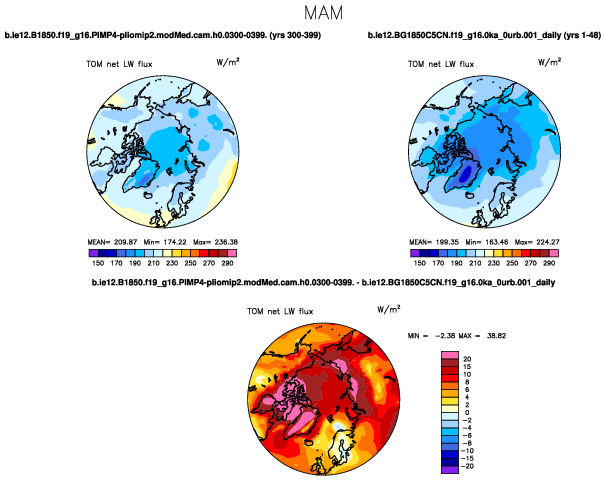 MAM
b.ie12.B1850.f19_g16.PIMP4-pliomip2.modMed.cam.h0.0300-0399. (yrs 300-399)
b.ie12.BG1850C5CN.f19_g16.0ka_0urb.001_daily (yrs 1-48)
TOM net LW flux W/m²
TOM net LW flux W/m²
MEAN= 209.87 Min= 174.22 Max= 236.38
MEAN= 199.35 Min= 163.46 Max= 224.27
150 170 190 210 230 250 270 290
150 170 190 210 230 250 270 290
b.ie12.B1850.f19_g16.PIMP4-pliomip2.modMed.cam.h0.0300-0399. - b.ie12.BG1850C5CN.f19_g16.0ka_0urb.001_daily
TOM net LW flux W/m²
MIN = -2.38 MAX = 38.82
20
15
10
8
6
4
2
0
-2
-4
-6
-8
-10
-15
-20